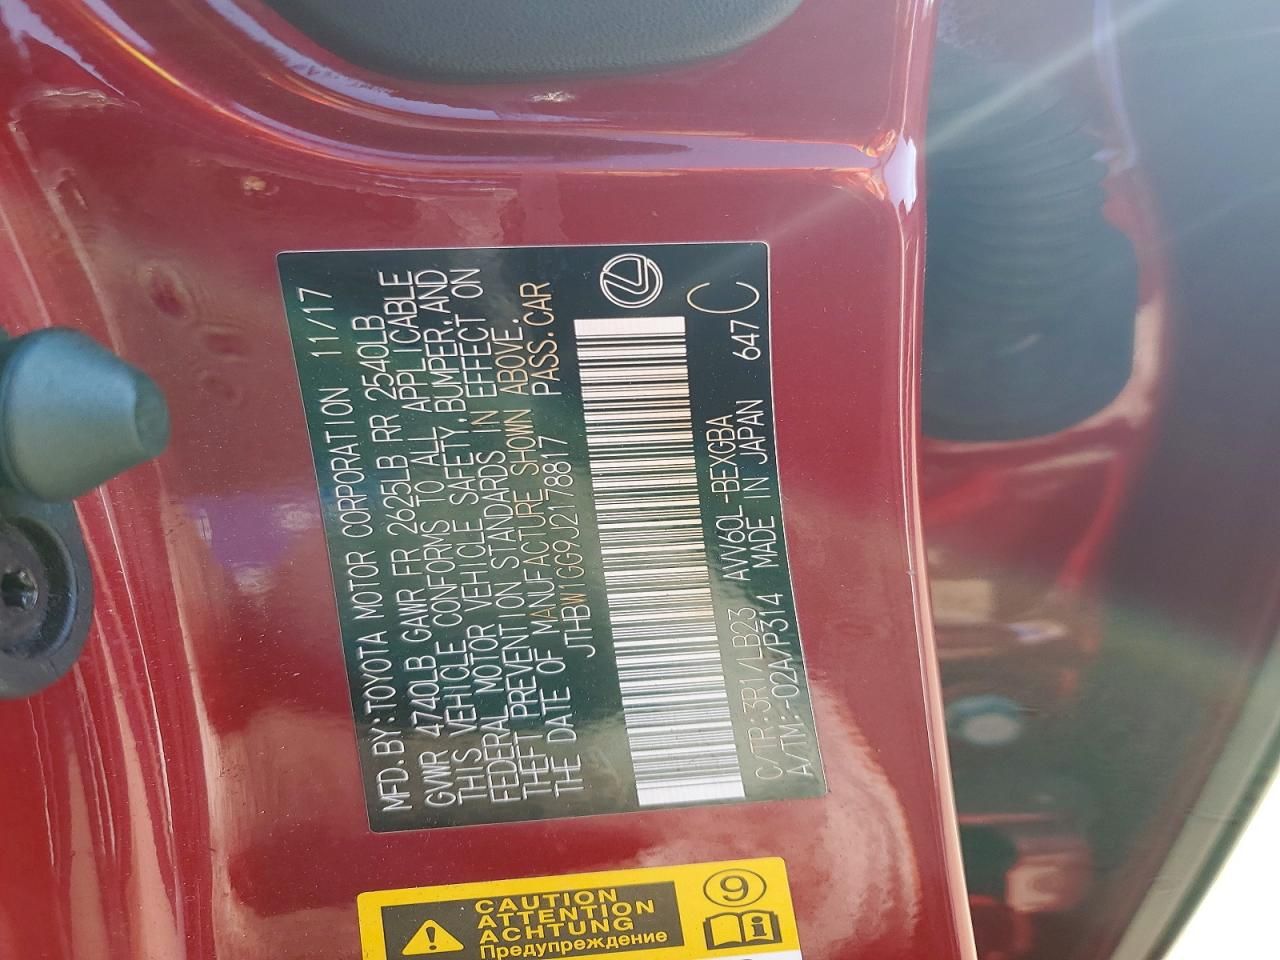 MFD.BY:TOYOTA MOTOR CORPORATION 11/17
GVWR 4740LB GAWR FR 2625LB RR 2540LB
THIS VEHICLE CONFORMS TO ALL APPLICABLE
FEDERAL MOTOR VEHICLE SAFETY,BUMPER,AND
THEFT PREVENTION STANDARDS IN EFFECT ON
THE DATE OF MANUFACTURE SHOWN ABOVE.
JTHBW1GG9J2178817 PASS.CAR
C/TR:3R1/LB23 AVV60L-BEXGBA 647 C
A/TM:-02A/P314 MADE IN JAPAN
CAUTION
ATTENTION
ACHTUNG
Предупреждение
9
i